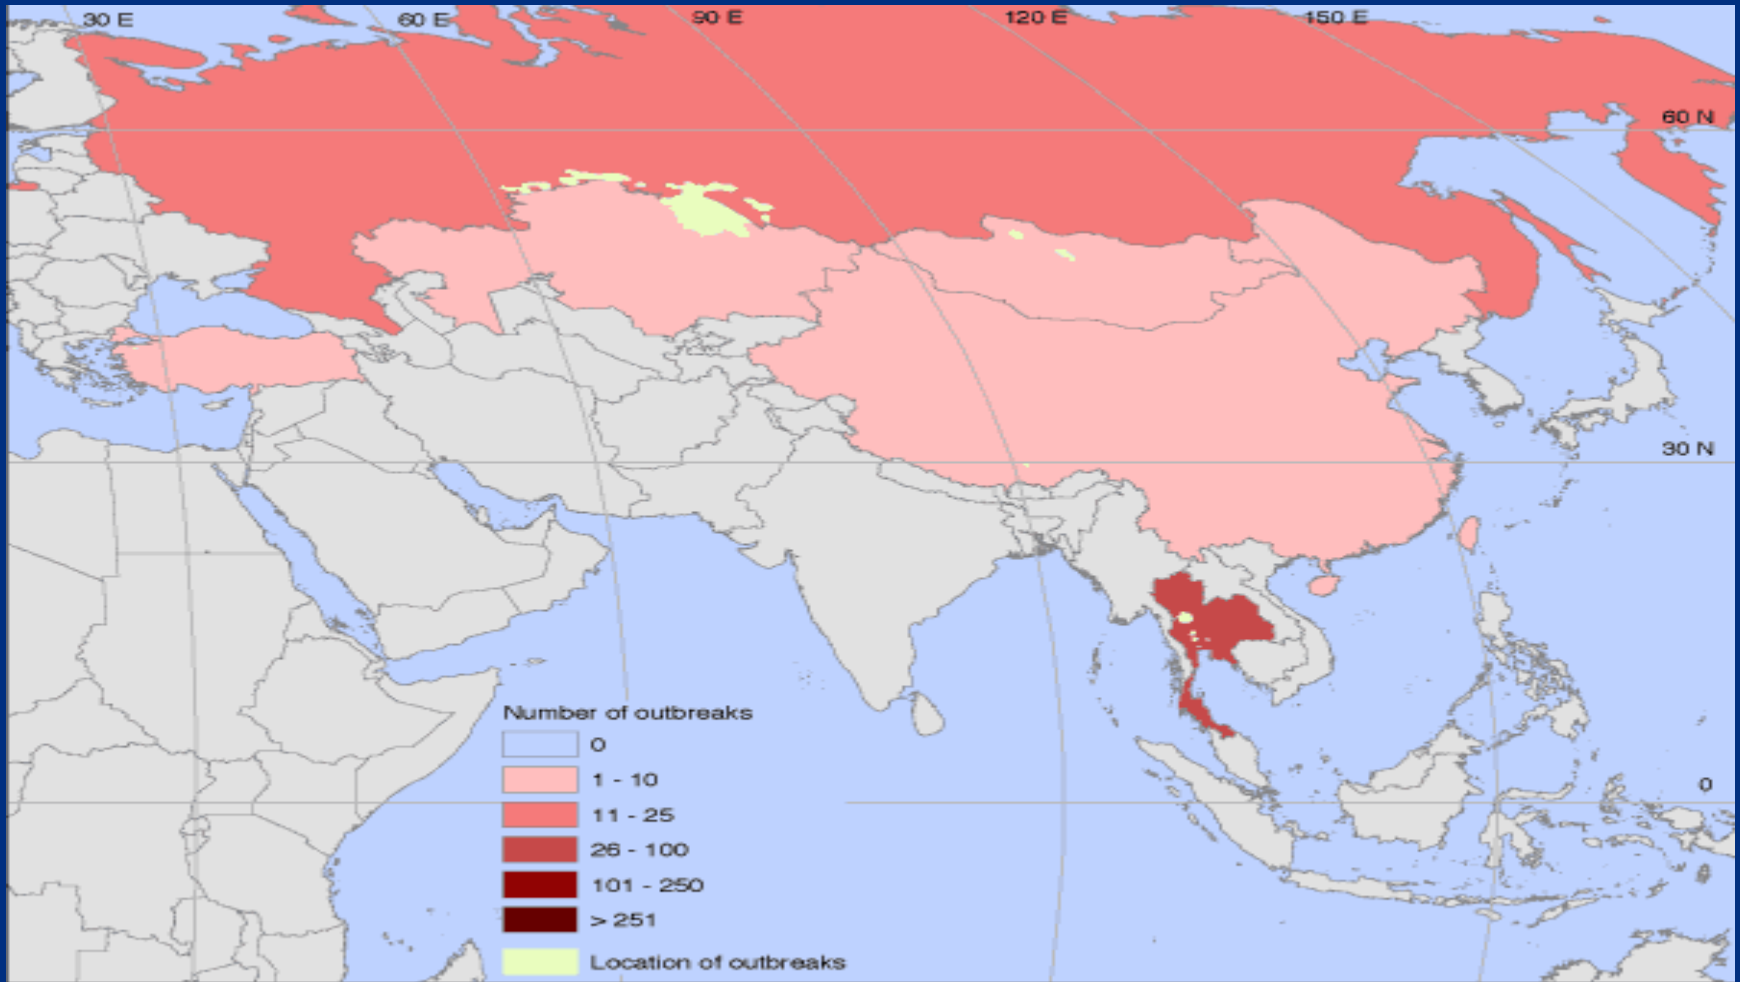 30 E
60 E
90 E
120 E
150 E
60 N
30 N
0
Number of outbreaks
0
1 - 10
11 - 25
26 - 100
101 - 250
> 251
Location of outbreaks